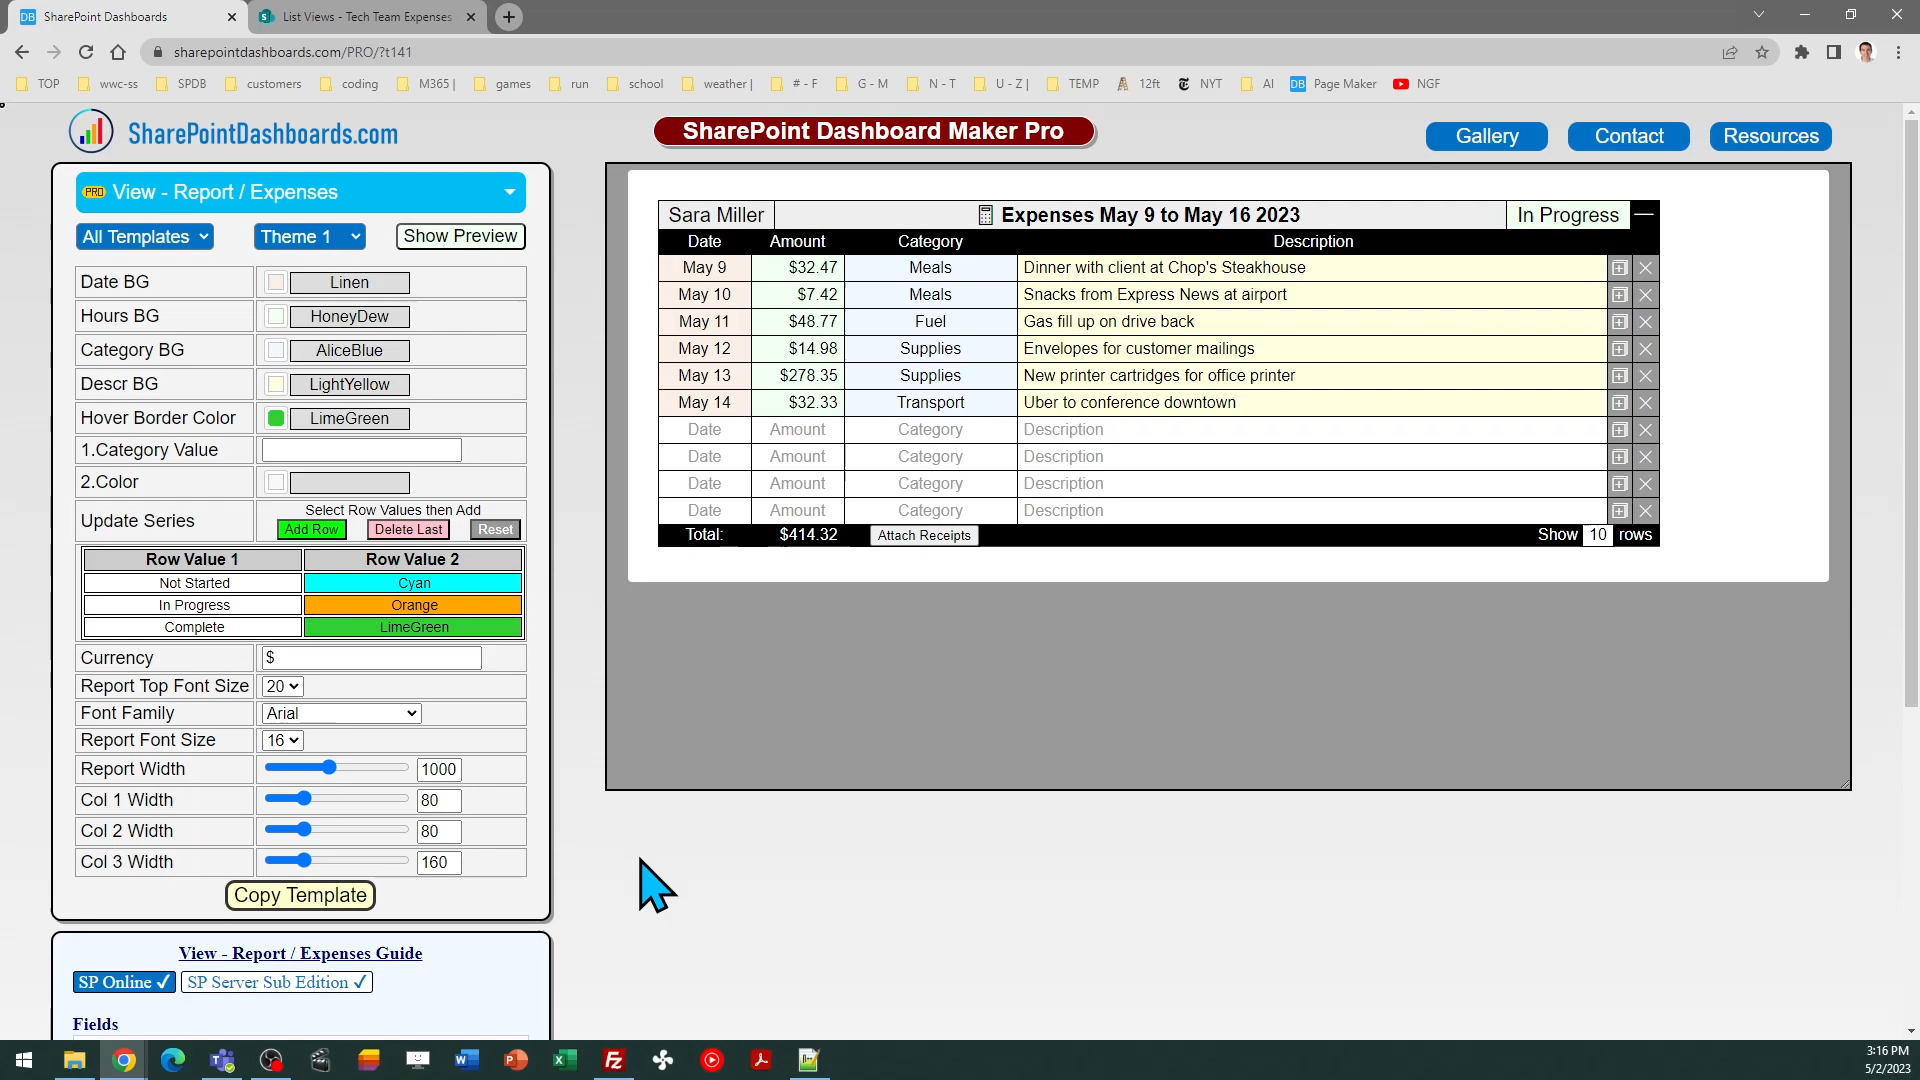 SharePoint Dashboards
List Views - Tech Team Expenses
sharepointdashboards.com/PRO/?t141
TOP wwc-ss SPDB customers coding M365 | games run school weather | # - F G - M N - T U - Z | TEMP 12ft NYT AI Page Maker NGF
SharePointDashboards.com
SharePoint Dashboard Maker Pro
Gallery
Contact
Resources
PRO View - Report / Expenses
All Templates
Theme 1
Show Preview
Date BG Linen
Hours BG HoneyDew
Category BG AliceBlue
Descr BG LightYellow
Hover Border Color LimeGreen
1.Category Value
2.Color
Update Series
Select Row Values then Add
Add Row Delete Last Reset
Row Value 1 Row Value 2
Not Started Cyan
In Progress Orange
Complete LimeGreen
Currency $
Report Top Font Size 20
Font Family Arial
Report Font Size 16
Report Width 1000
Col 1 Width 80
Col 2 Width 80
Col 3 Width 160
Copy Template
View - Report / Expenses Guide
SP Online ✓ SP Server Sub Edition ✓
Fields
Sara Miller Expenses May 9 to May 16 2023 In Progress
Date Amount Category Description
May 9 $32.47 Meals Dinner with client at Chop's Steakhouse
May 10 $7.42 Meals Snacks from Express News at airport
May 11 $48.77 Fuel Gas fill up on drive back
May 12 $14.98 Supplies Envelopes for customer mailings
May 13 $278.35 Supplies New printer cartridges for office printer
May 14 $32.33 Transport Uber to conference downtown
Date Amount Category Description
Date Amount Category Description
Date Amount Category Description
Date Amount Category Description
Total: $414.32 Attach Receipts Show 10 rows
3:16 PM
5/2/2023